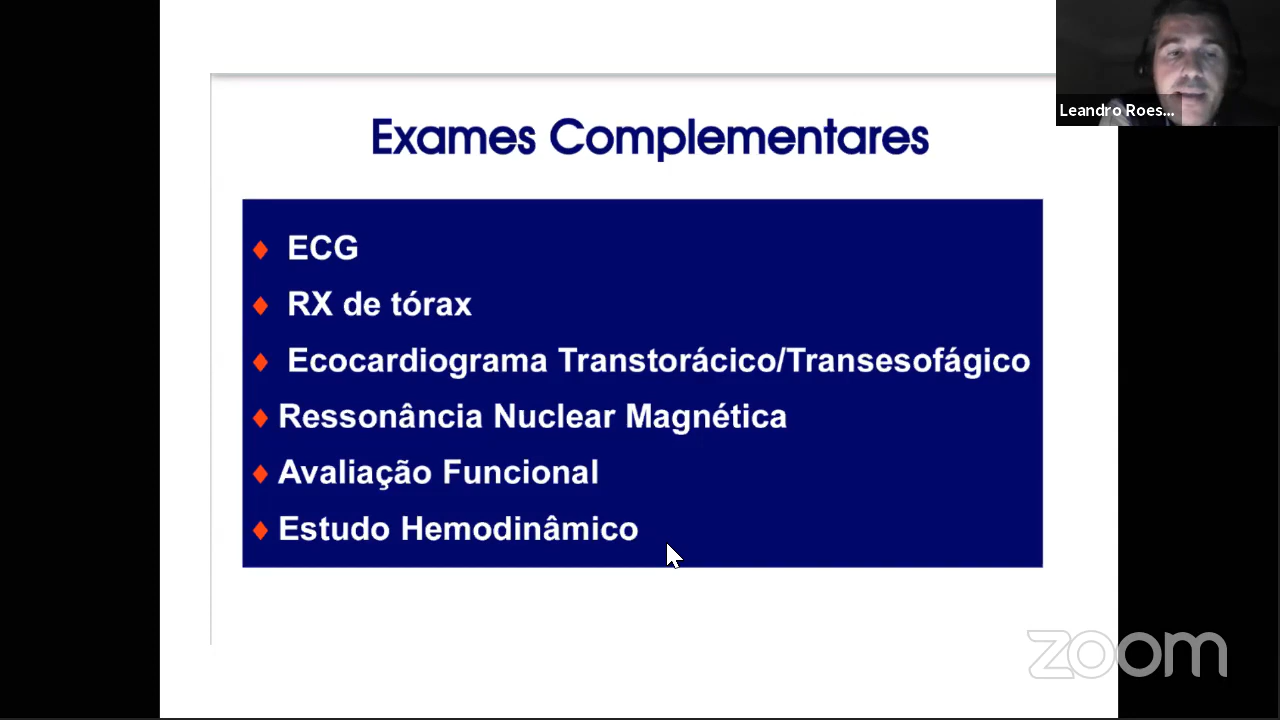 Leandro Roes...
Exames Complementares
ECG
RX de tórax
Ecocardiograma Transtorácico/Transesofágico
Ressonância Nuclear Magnética
Avaliação Funcional
Estudo Hemodinâmico
zoom